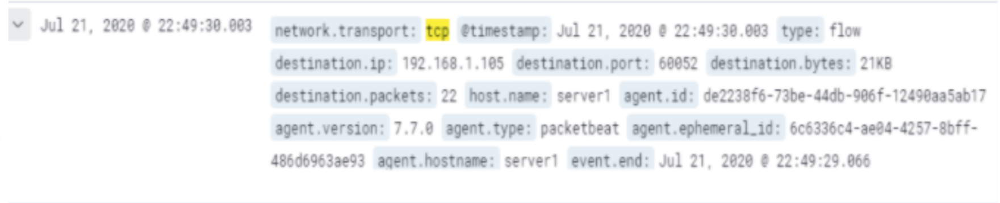 Jul 21, 2020 @ 22:49:30.003 network.transport: tcp @timestamp: Jul 21, 2020 @ 22:49:30.003 type: flow
destination.ip: 192.168.1.105 destination.port: 60052 destination.bytes: 21KB
destination.packets: 22 host.name: server1 agent.id: de2238f6-73be-44db-906f-12490aa5ab17
agent.version: 7.7.0 agent.type: packetbeat agent.ephemeral_id: 6c6336c4-ae04-4257-8bff-
486d6963ae93 agent.hostname: server1 event.end: Jul 21, 2020 @ 22:49:29.066